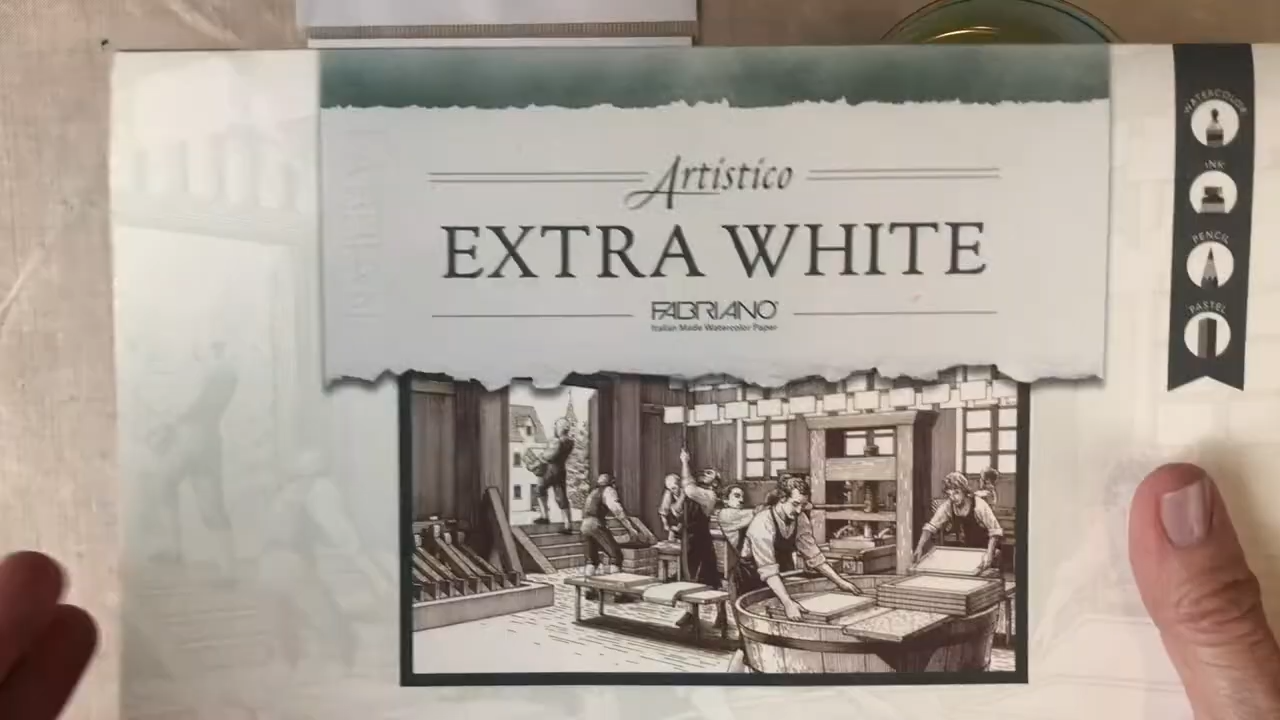 Artistico
EXTRA WHITE
FABRIANO
Italian Made Watercolor Paper
WATERCOLOR
INK
PENCIL
PASTEL